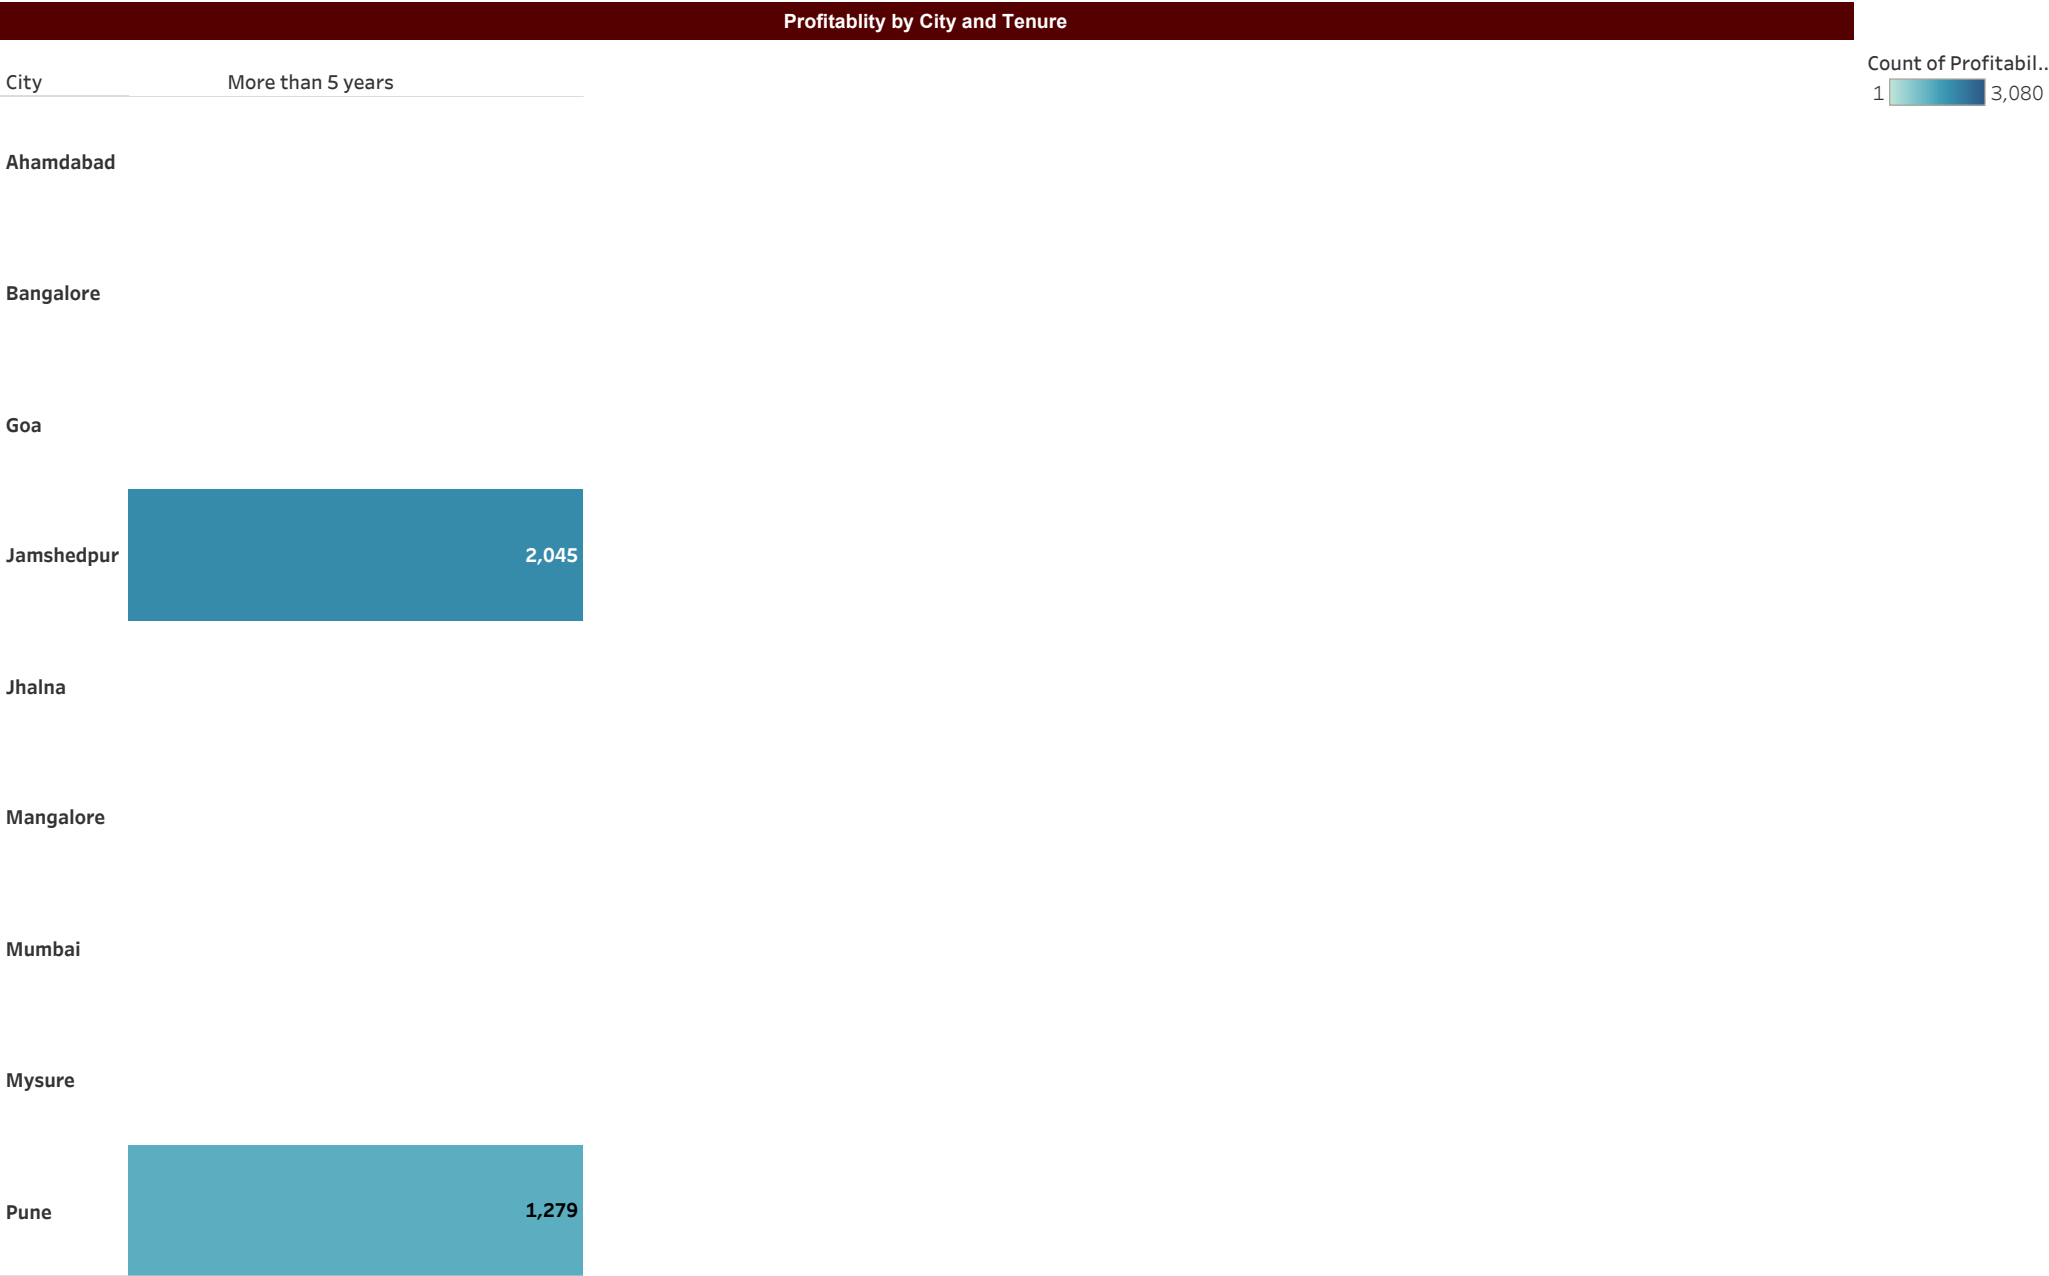 Profitablity by City and Tenure
Count of Profitabil..
1 3,080
City More than 5 years
Ahamdabad
Bangalore
Goa
Jamshedpur 2,045
Jhalna
Mangalore
Mumbai
Mysure
Pune 1,279